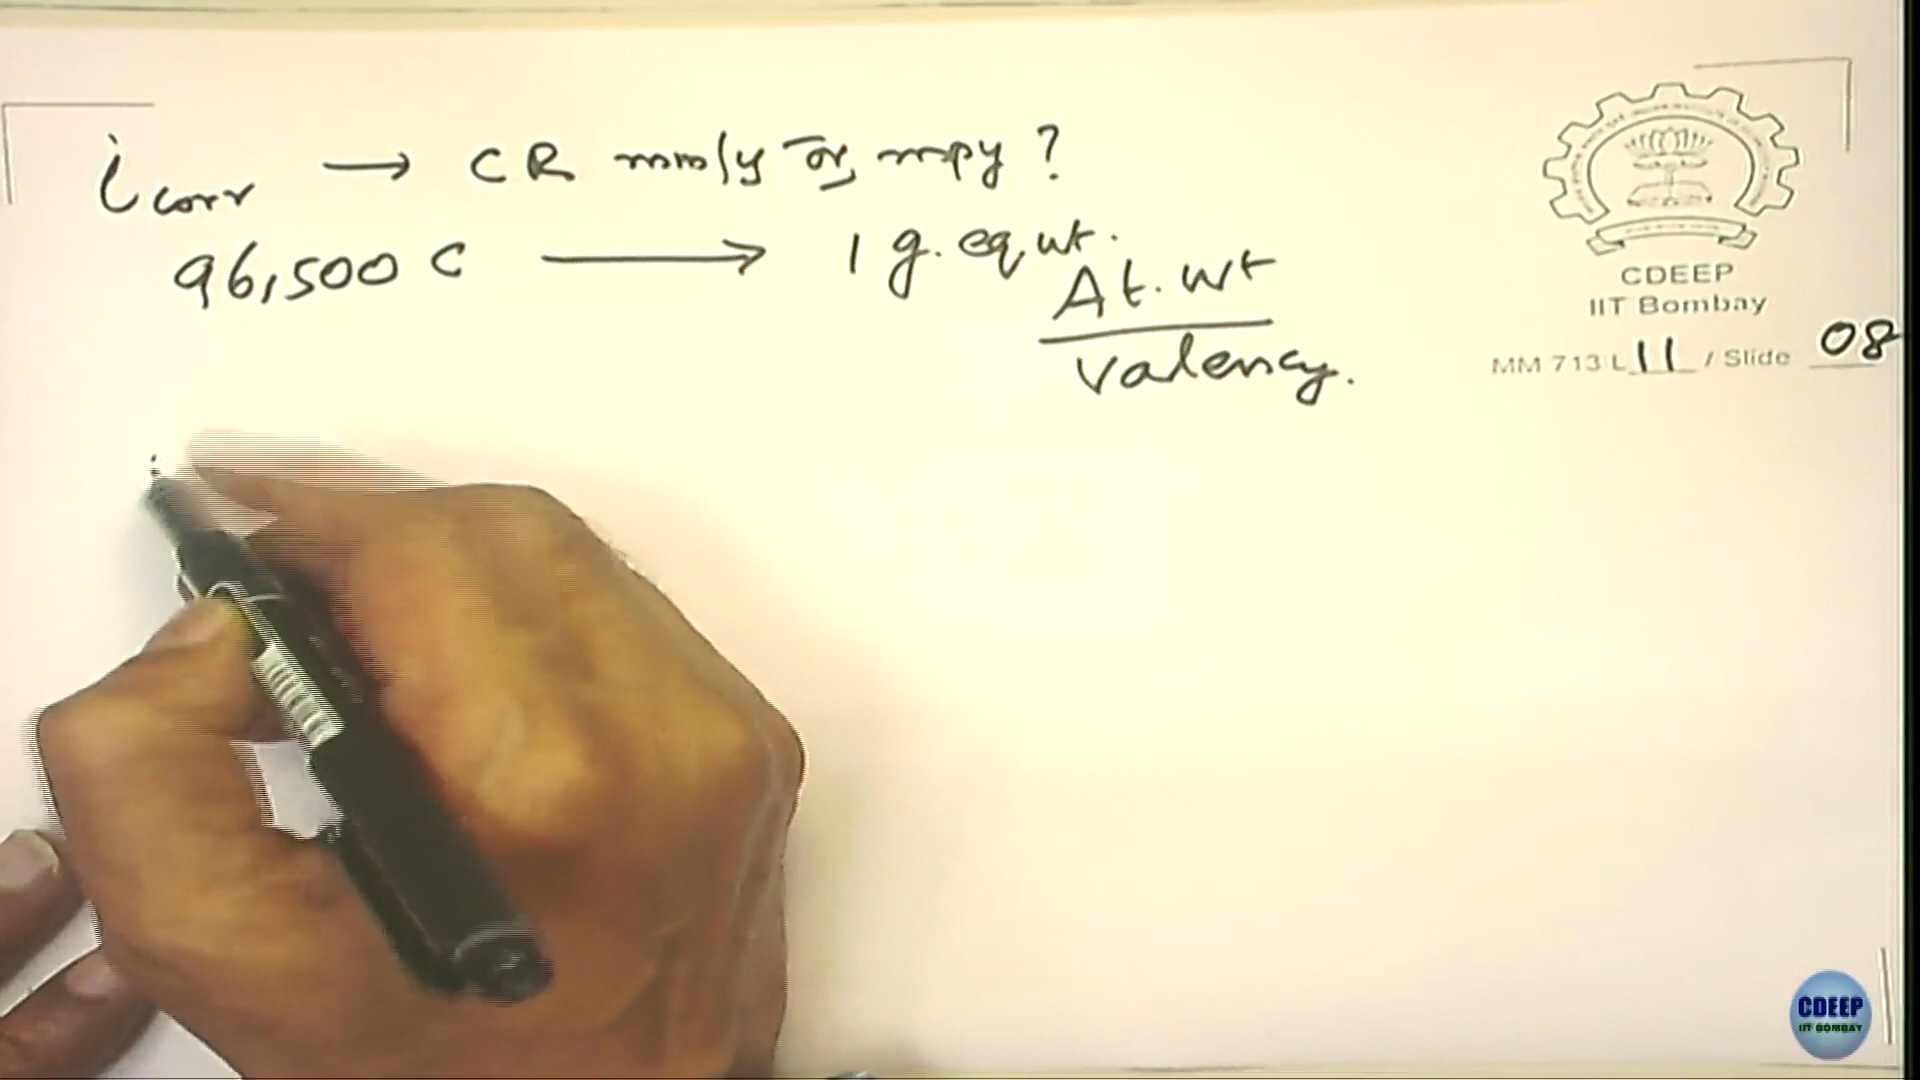 i corr → CR mm/y or mpy ?
96,500 C → 1 g. eq wt.
At. wt
valency.
CDEEP
IIT Bombay
MM 713 L 11 / Slide 08
CDEEP
IIT BOMBAY